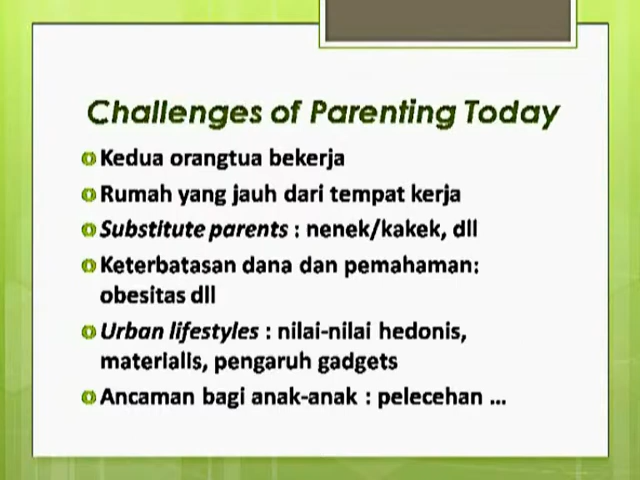 Challenges of Parenting Today
Kedua orangtua bekerja
Rumah yang jauh dari tempat kerja
Substitute parents : nenek/kakek, dll
Keterbatasan dana dan pemahaman:
obesitas dll
Urban lifestyles : nilai-nilai hedonis,
materialis, pengaruh gadgets
Ancaman bagi anak-anak : pelecehan ...